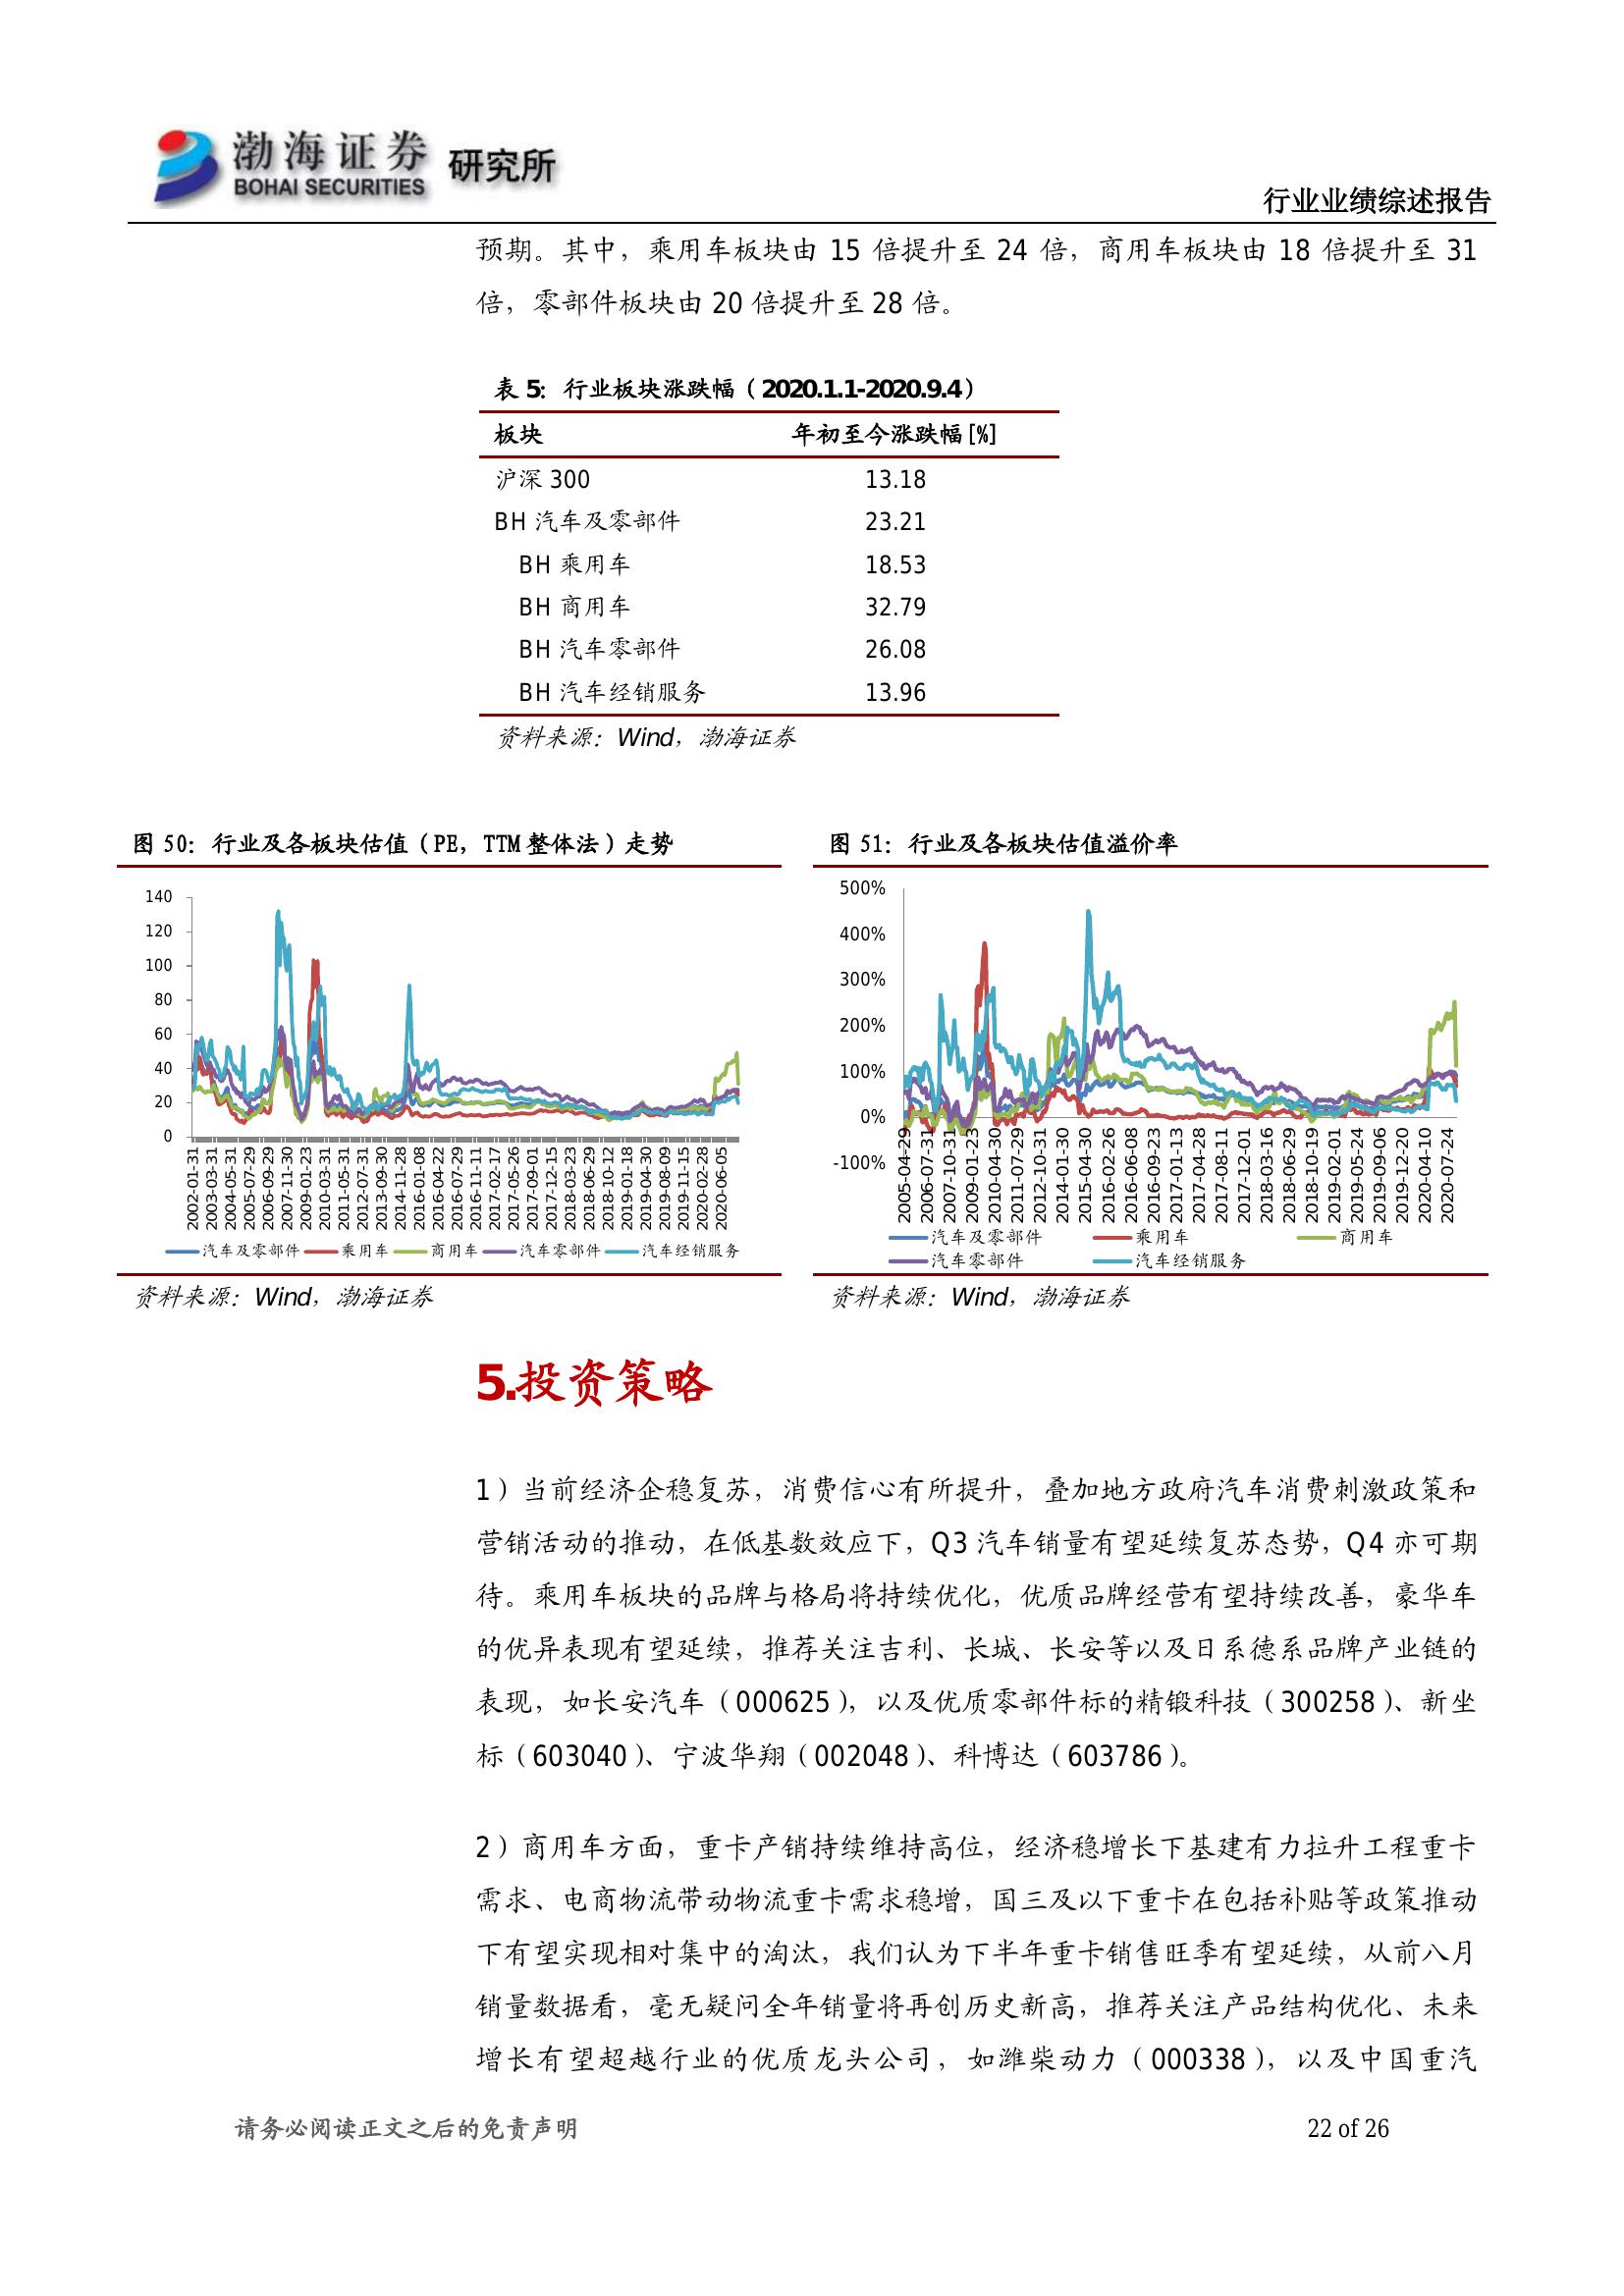 渤海证券 研究所
BOHAI SECURITIES
行业业绩综述报告
预期。其中，乘用车板块由 15 倍提升至 24 倍，商用车板块由 18 倍提升至 31
倍，零部件板块由 20 倍提升至 28 倍。
表 5：行业板块涨跌幅（2020.1.1-2020.9.4）
板块 年初至今涨跌幅[%]
沪深 300 13.18
BH 汽车及零部件 23.21
BH 乘用车 18.53
BH 商用车 32.79
BH 汽车零部件 26.08
BH 汽车经销服务 13.96
资料来源：Wind，渤海证券
图 50：行业及各板块估值（PE，TTM 整体法）走势
140
120
100
80
60
40
20
0
2002-01-31
2003-03-31
2004-05-31
2005-07-29
2006-09-29
2007-11-30
2009-01-23
2010-03-31
2011-05-31
2012-07-31
2013-09-30
2014-11-28
2016-01-08
2016-04-22
2016-07-29
2016-11-11
2017-02-17
2017-05-26
2017-09-01
2017-12-15
2018-03-23
2018-06-29
2018-10-12
2019-01-18
2019-04-30
2019-08-09
2019-11-15
2020-02-28
2020-06-05
汽车及零部件 乘用车 商用车 汽车零部件 汽车经销服务
资料来源：Wind，渤海证券
图 51：行业及各板块估值溢价率
500%
400%
300%
200%
100%
0%
-100%
2005-04-29
2006-07-31
2007-10-31
2009-01-23
2010-04-30
2011-07-29
2012-10-31
2014-01-30
2015-04-30
2016-02-26
2016-06-08
2016-09-23
2017-01-13
2017-04-28
2017-08-11
2017-12-01
2018-03-16
2018-06-29
2018-10-19
2019-02-01
2019-05-24
2019-09-06
2019-12-20
2020-04-10
2020-07-24
汽车及零部件 乘用车 商用车
汽车零部件 汽车经销服务
资料来源：Wind，渤海证券
5.投资策略
1）当前经济企稳复苏，消费信心有所提升，叠加地方政府汽车消费刺激政策和
营销活动的推动，在低基数效应下，Q3 汽车销量有望延续复苏态势，Q4 亦可期
待。乘用车板块的品牌与格局将持续优化，优质品牌经营有望持续改善，豪华车
的优异表现有望延续，推荐关注吉利、长城、长安等以及日系德系品牌产业链的
表现，如长安汽车（000625），以及优质零部件标的精锻科技（300258）、新坐
标（603040）、宁波华翔（002048）、科博达（603786）。
2）商用车方面，重卡产销持续维持高位，经济稳增长下基建有力拉升工程重卡
需求、电商物流带动物流重卡需求稳增，国三及以下重卡在包括补贴等政策推动
下有望实现相对集中的淘汰，我们认为下半年重卡销售旺季有望延续，从前八月
销量数据看，毫无疑问全年销量将再创历史新高，推荐关注产品结构优化、未来
增长有望超越行业的优质龙头公司，如潍柴动力（000338），以及中国重汽
请务必阅读正文之后的免责声明 22 of 26